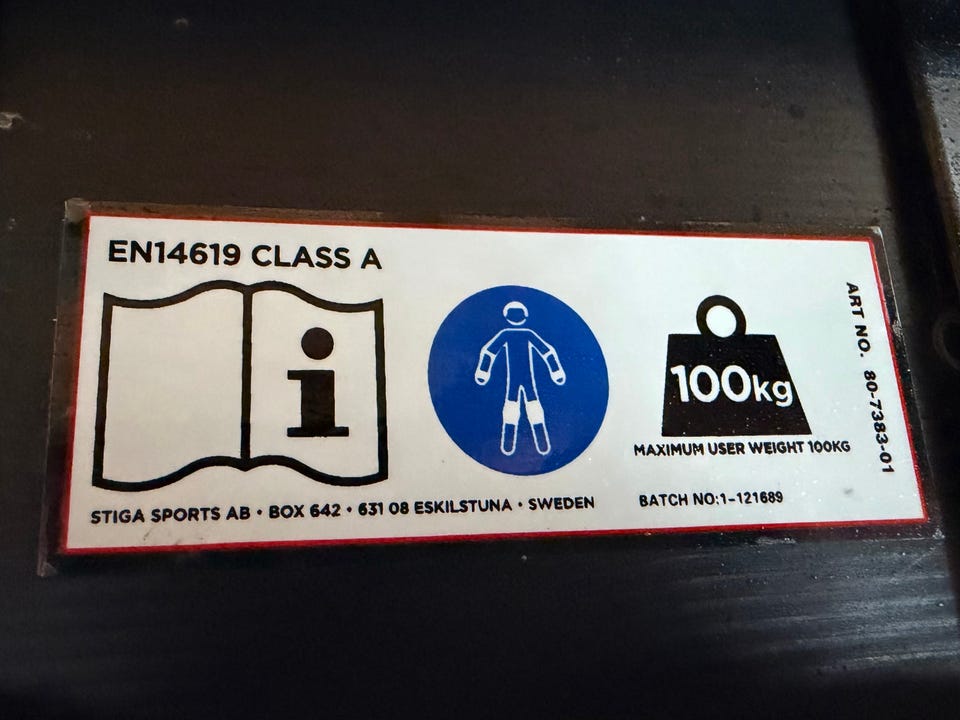 EN14619 CLASS A
i
100kg
MAXIMUM USER WEIGHT 100KG
STIGA SPORTS AB • BOX 642 • 631 08 ESKILSTUNA • SWEDEN
BATCH NO:1-121689
ART NO. 80-7383-01